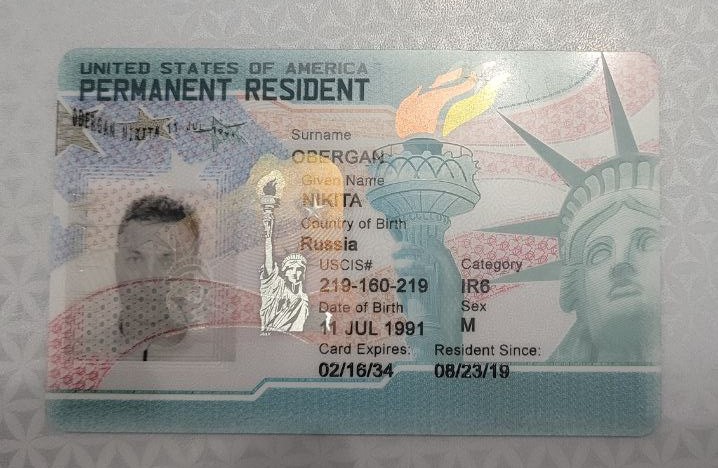 UNITED STATES OF AMERICA
PERMANENT RESIDENT
OBERGAN NIKITA 11 JUL 1991
Surname
OBERGAN
Given Name
NIKITA
Country of Birth
Russia
USCIS# Category
219-160-219 IR6
Date of Birth Sex
11 JUL 1991 M
Card Expires: Resident Since:
02/16/34 08/23/19